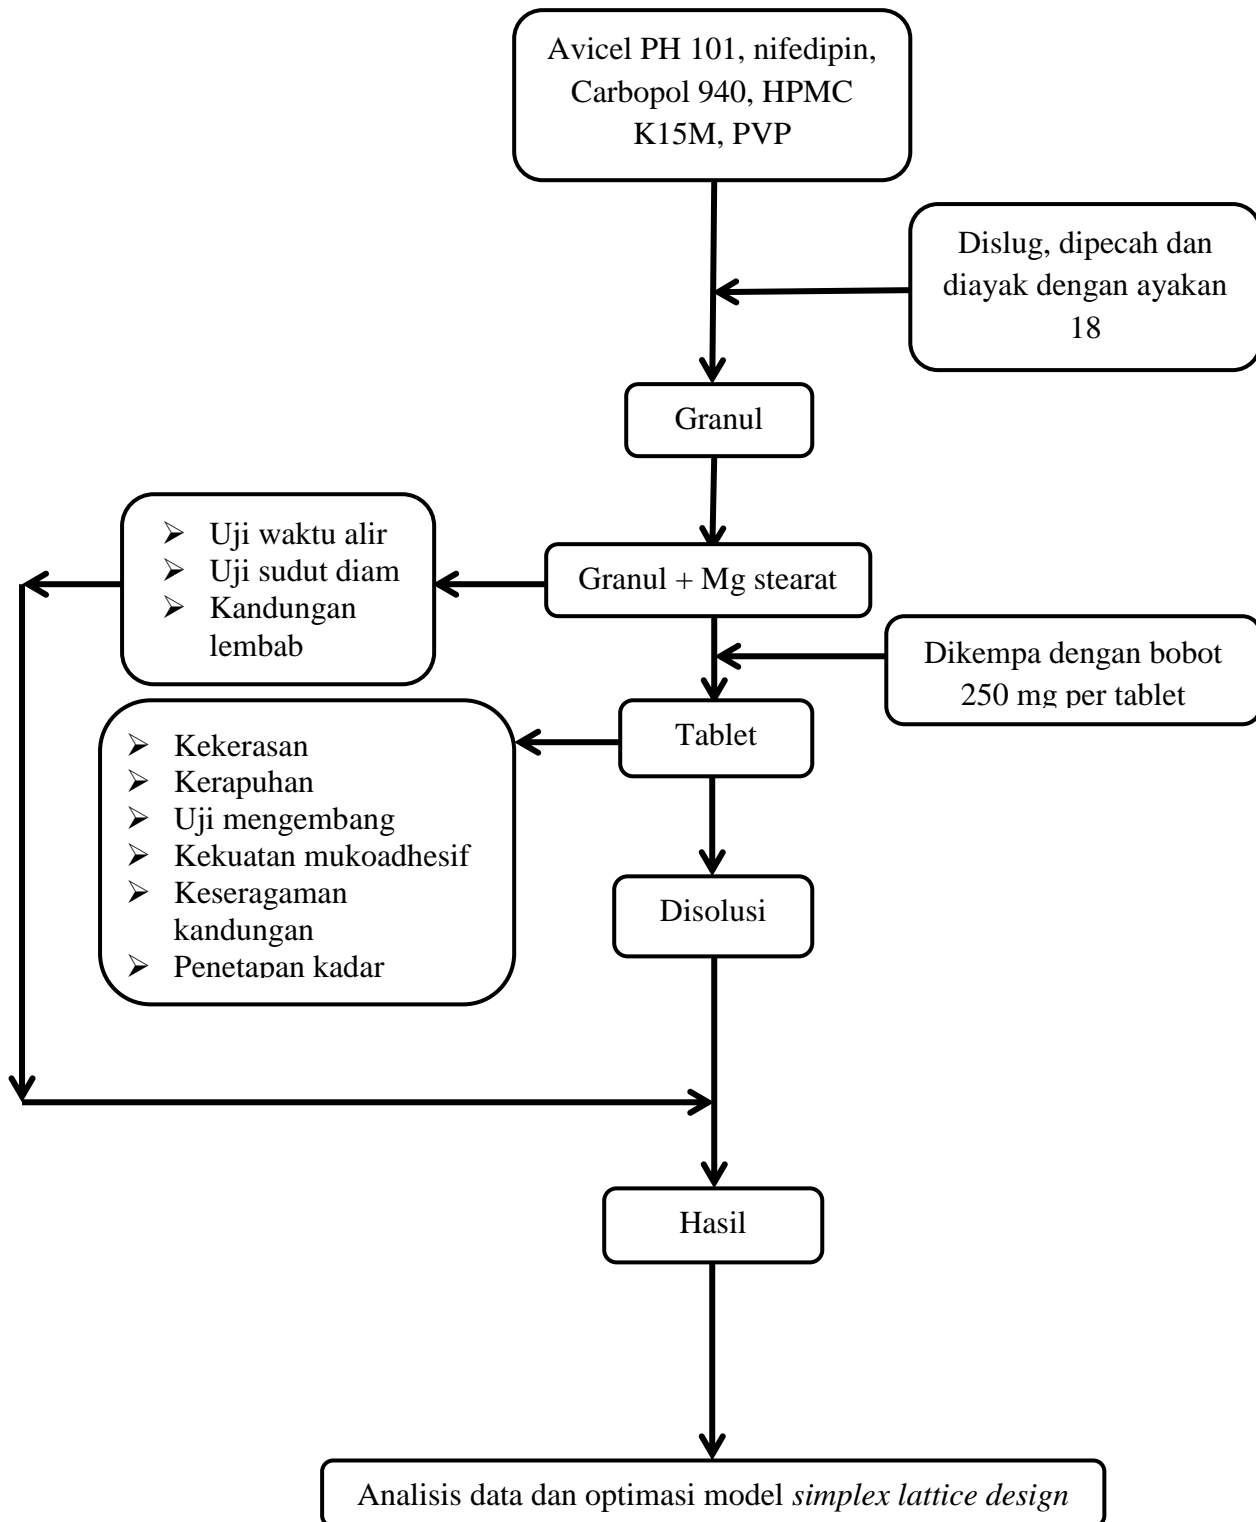 Avicel PH 101, nifedipin,
Carbopol 940, HPMC
K15M, PVP
Dislug, dipecah dan
diayak dengan ayakan
18
Granul
➢ Uji waktu alir
➢ Uji sudut diam
➢ Kandungan
lembab
Granul + Mg stearat
Dikempa dengan bobot
250 mg per tablet
Tablet
➢ Kekerasan
➢ Kerapuhan
➢ Uji mengembang
➢ Kekuatan mukoadhesif
➢ Keseragaman
kandungan
➢ Penetapan kadar
Disolusi
Hasil
Analisis data dan optimasi model simplex lattice design